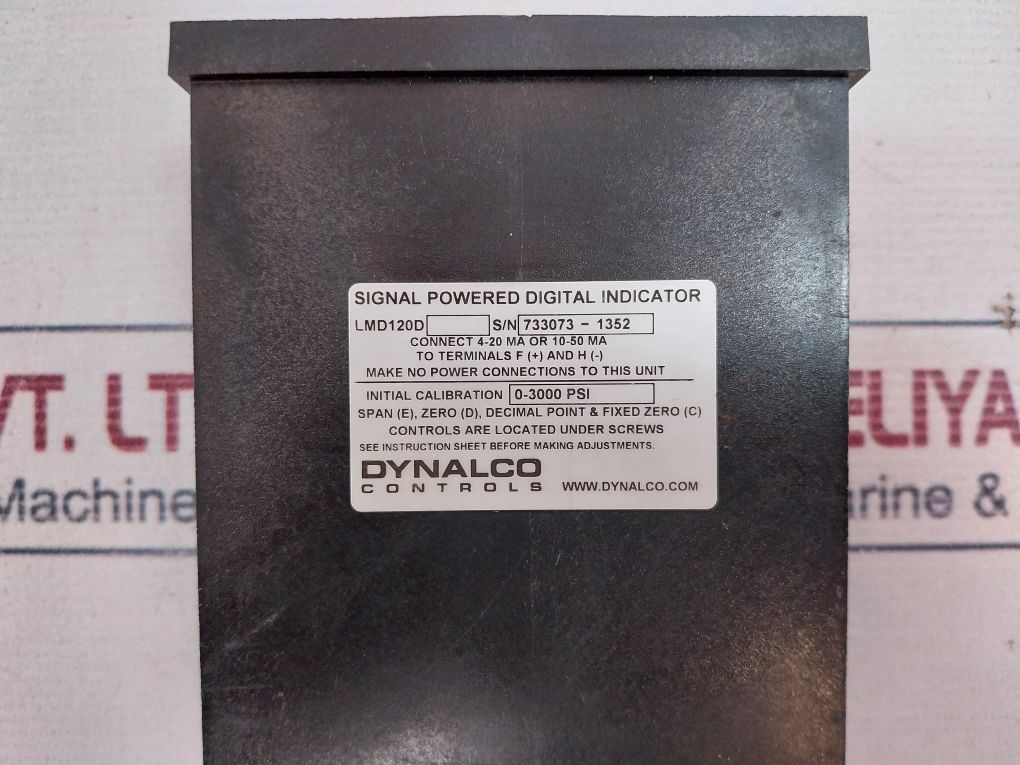 SIGNAL POWERED DIGITAL INDICATOR
LMD120D S/N 733073 - 1352
CONNECT 4-20 MA OR 10-50 MA
TO TERMINALS F (+) AND H (-)
MAKE NO POWER CONNECTIONS TO THIS UNIT
INITIAL CALIBRATION 0-3000 PSI
SPAN (E), ZERO (D), DECIMAL POINT & FIXED ZERO (C)
CONTROLS ARE LOCATED UNDER SCREWS
SEE INSTRUCTION SHEET BEFORE MAKING ADJUSTMENTS.
DYNALCO
CONTROLS WWW.DYNALCO.COM
VT. LT ELIYA
Machine arine &